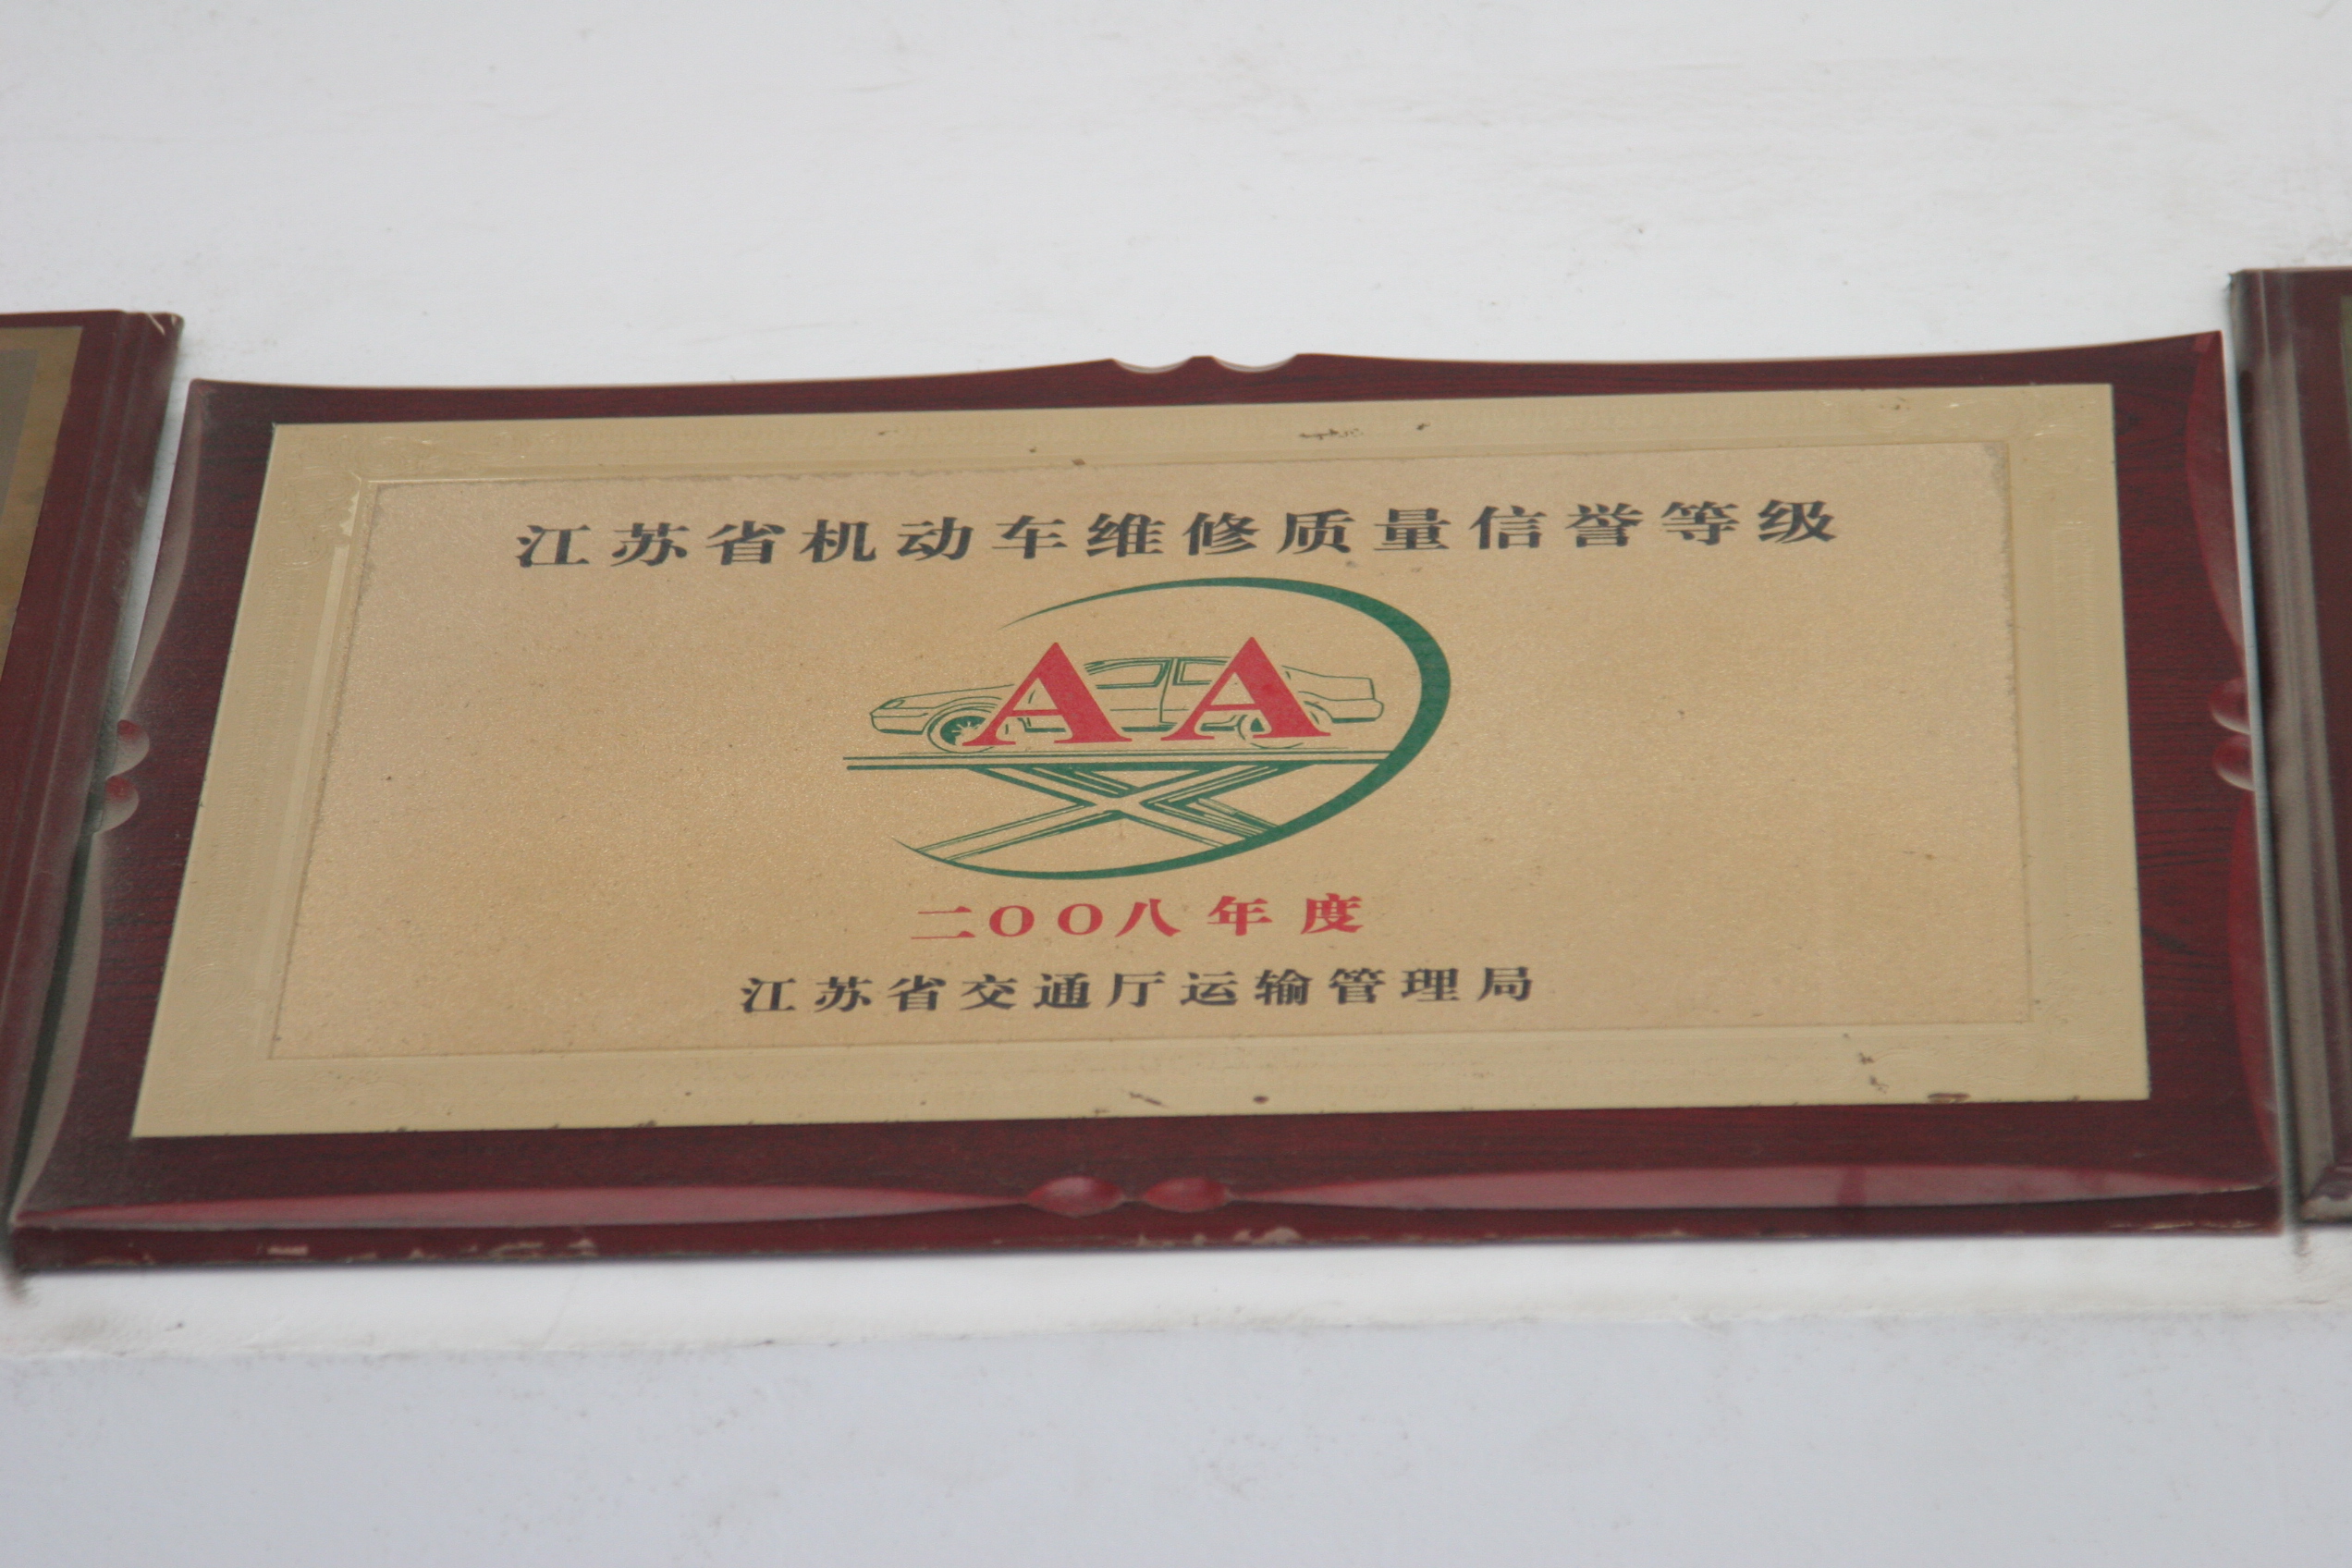 江苏省机动车维修质量信誉等级
AA
二OO八年度
江苏省交通厅运输管理局